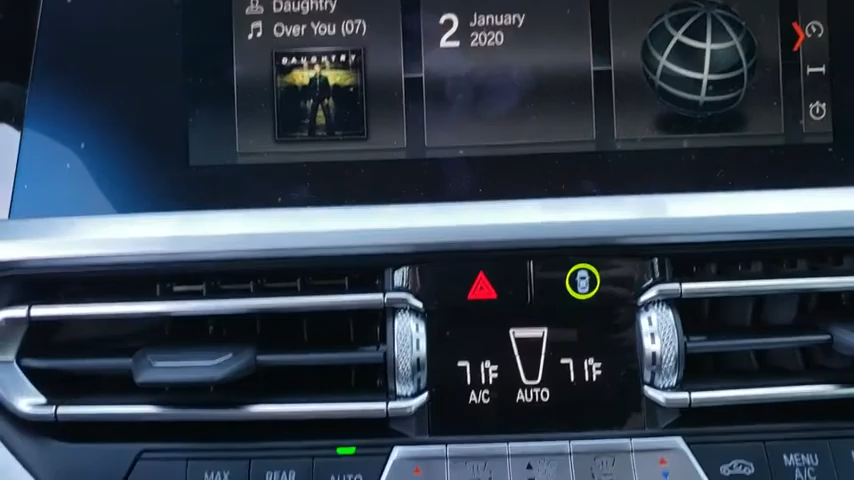 Daughtry
Over You (07)
DAUGHTRY
2 January
2020
71°F
A/C
AUTO
71°F
MAX
REAR
AUTO
MENU
A/C